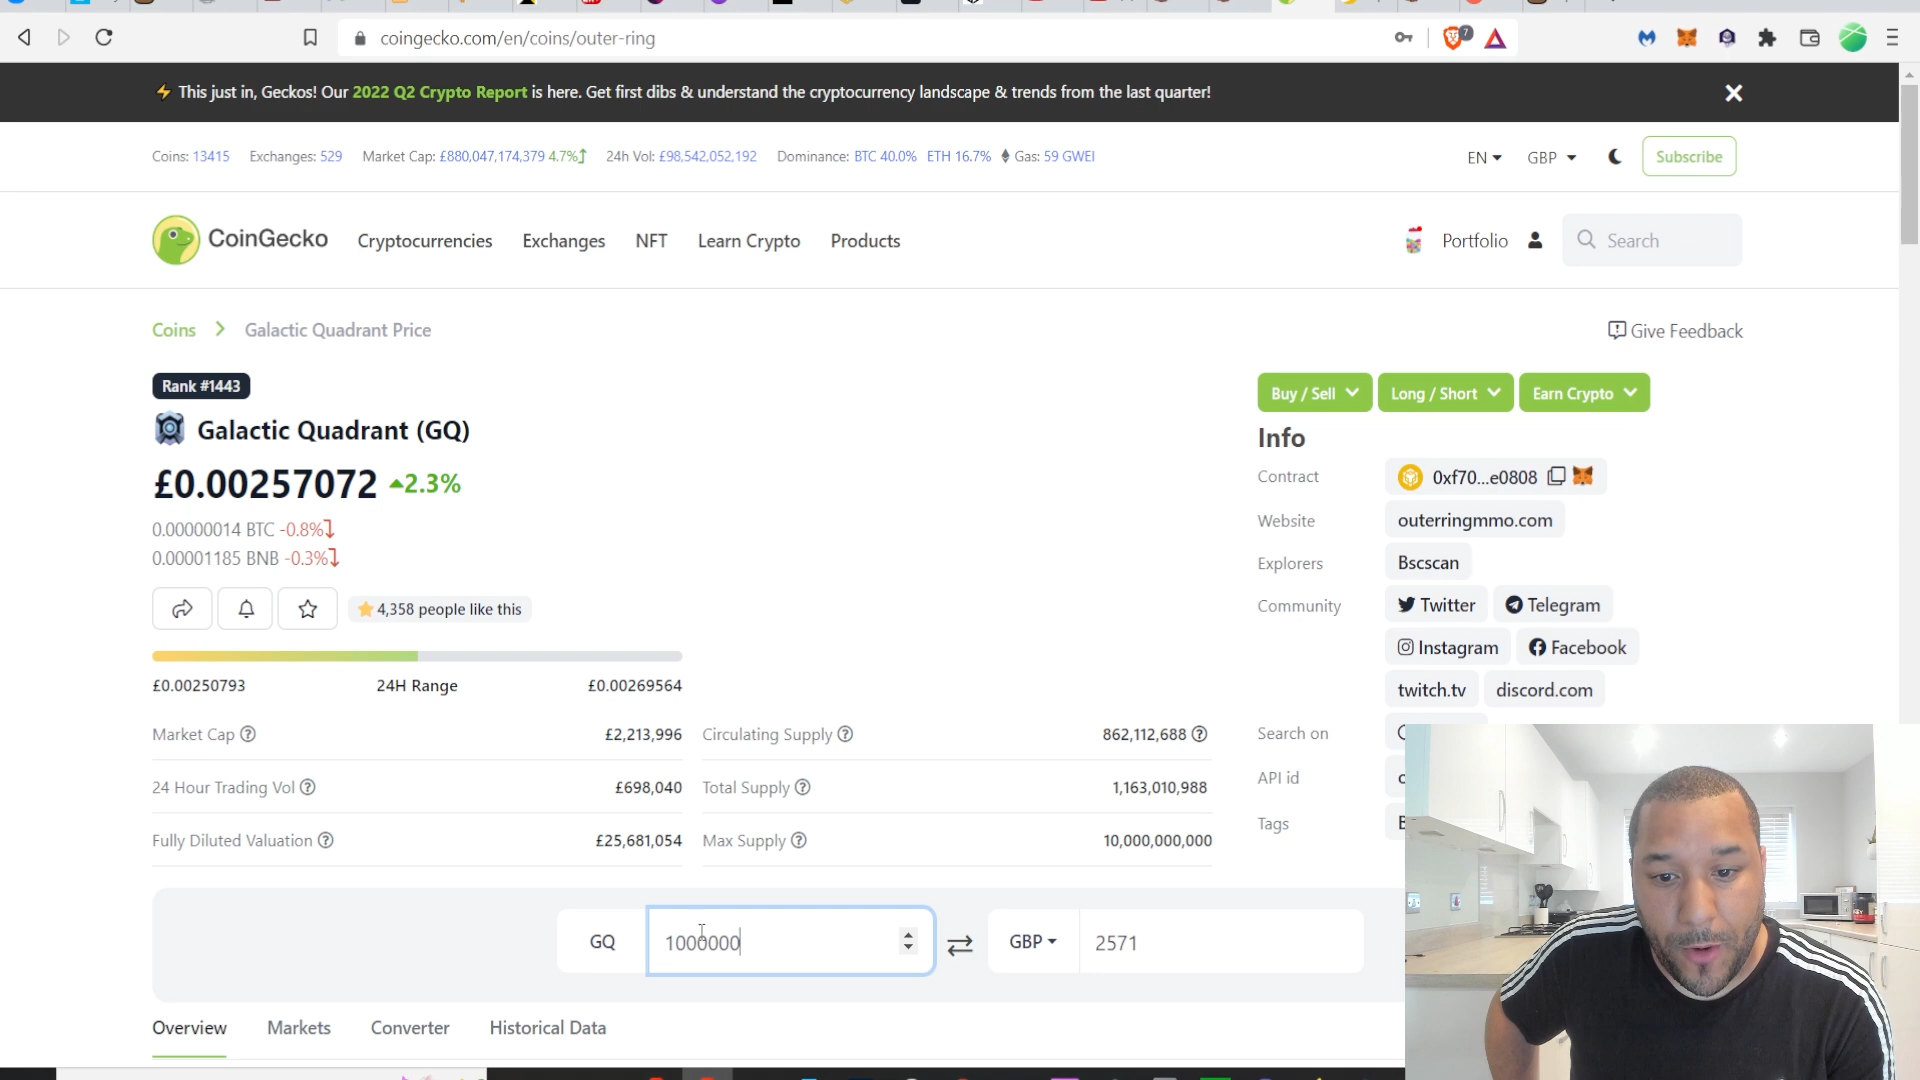 coingecko.com/en/coins/outer-ring
7
This just in, Geckos! Our 2022 Q2 Crypto Report is here. Get first dibs & understand the cryptocurrency landscape & trends from the last quarter!
Coins: 13415 Exchanges: 529 Market Cap: £880,047,174,379 4.7% 24h Vol: £98,542,052,192 Dominance: BTC 40.0% ETH 16.7% Gas: 59 GWEI
EN GBP Subscribe
CoinGecko Cryptocurrencies Exchanges NFT Learn Crypto Products Portfolio Search
Coins Galactic Quadrant Price
Give Feedback
Rank #1443
Galactic Quadrant (GQ)
£0.00257072 2.3%
0.00000014 BTC -0.8%
0.00001185 BNB -0.3%
4,358 people like this
£0.00250793 24H Range £0.00269564
Market Cap £2,213,996 Circulating Supply 862,112,688
24 Hour Trading Vol £698,040 Total Supply 1,163,010,988
Fully Diluted Valuation £25,681,054 Max Supply 10,000,000,000
Buy / Sell Long / Short Earn Crypto
Info
Contract 0xf70...e0808
Website outerringmmo.com
Explorers Bscscan
Community Twitter Telegram
Instagram Facebook
twitch.tv discord.com
Search on
API id
Tags
GQ 1000000 GBP 2571
Overview Markets Converter Historical Data